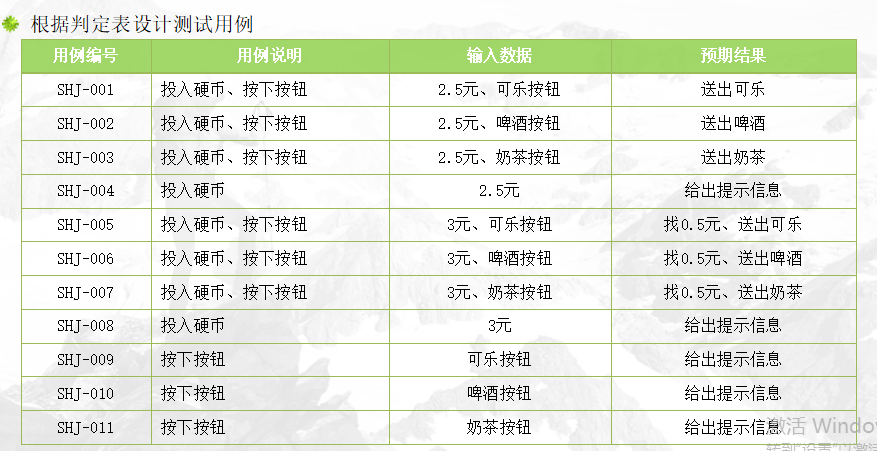 根据判定表设计测试用例
用例编号 用例说明 输入数据 预期结果
SHJ-001 投入硬币、按下按钮 2.5元、可乐按钮 送出可乐
SHJ-002 投入硬币、按下按钮 2.5元、啤酒按钮 送出啤酒
SHJ-003 投入硬币、按下按钮 2.5元、奶茶按钮 送出奶茶
SHJ-004 投入硬币 2.5元 给出提示信息
SHJ-005 投入硬币、按下按钮 3元、可乐按钮 找0.5元、送出可乐
SHJ-006 投入硬币、按下按钮 3元、啤酒按钮 找0.5元、送出啤酒
SHJ-007 投入硬币、按下按钮 3元、奶茶按钮 找0.5元、送出奶茶
SHJ-008 投入硬币 3元 给出提示信息
SHJ-009 按下按钮 可乐按钮 给出提示信息
SHJ-010 按下按钮 啤酒按钮 给出提示信息
SHJ-011 按下按钮 奶茶按钮 给出提示信息
激活 Window
转到"设置"以激活